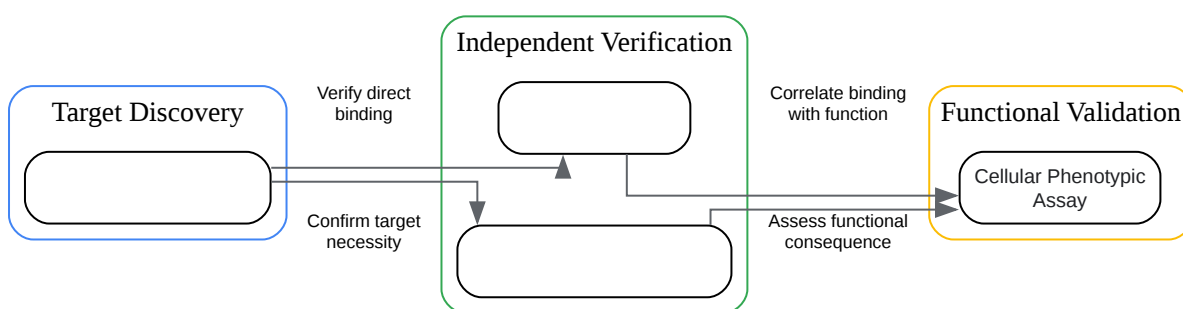 Independent Verification
Target Discovery
Verify direct
binding
Correlate binding
with function
Functional Validation
Cellular Phenotypic
Assay
Confirm target
necessity
Assess functional
consequence